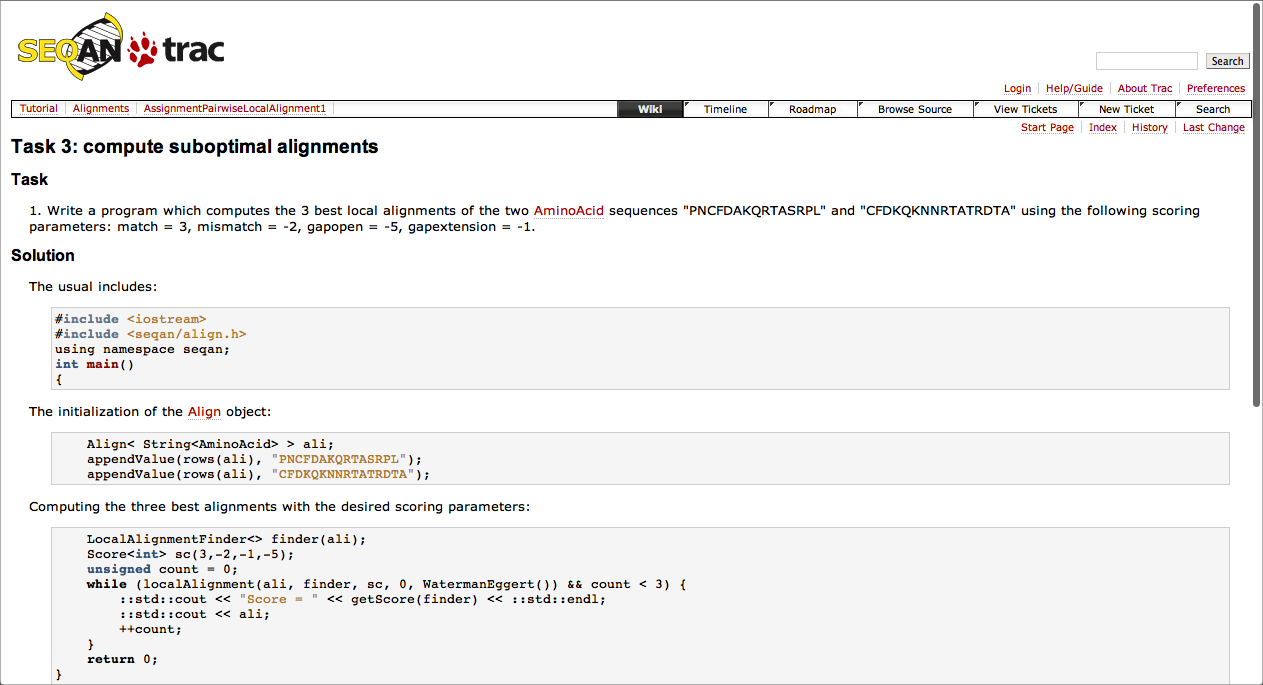 SEQAN trac
Search
Login Help/Guide About Trac Preferences
Tutorial Alignments AssignmentPairwiseLocalAlignment1 Wiki Timeline Roadmap Browse Source View Tickets New Ticket Search
Start Page Index History Last Change
Task 3: compute suboptimal alignments
Task
1. Write a program which computes the 3 best local alignments of the two AminoAcid sequences "PNCFDAKQRTASRPL" and "CFDKQKNNRTATRDTA" using the following scoring
parameters: match = 3, mismatch = -2, gapopen = -5, gapextension = -1.
Solution
The usual includes:
#include <iostream>
#include <seqan/align.h>
using namespace seqan;
int main()
{
The initialization of the Align object:
Align< String<AminoAcid> > ali;
appendValue(rows(ali), "PNCFDAKQRTASRPL");
appendValue(rows(ali), "CFDKQKNNRTATRDTA");
Computing the three best alignments with the desired scoring parameters:
LocalAlignmentFinder<> finder(ali);
Score<int> sc(3,-2,-1,-5);
unsigned count = 0;
while (localAlignment(ali, finder, sc, 0, WatermanEggert()) && count < 3) {
::std::cout << "Score = " << getScore(finder) << ::std::endl;
::std::cout << ali;
++count;
}
return 0;
}